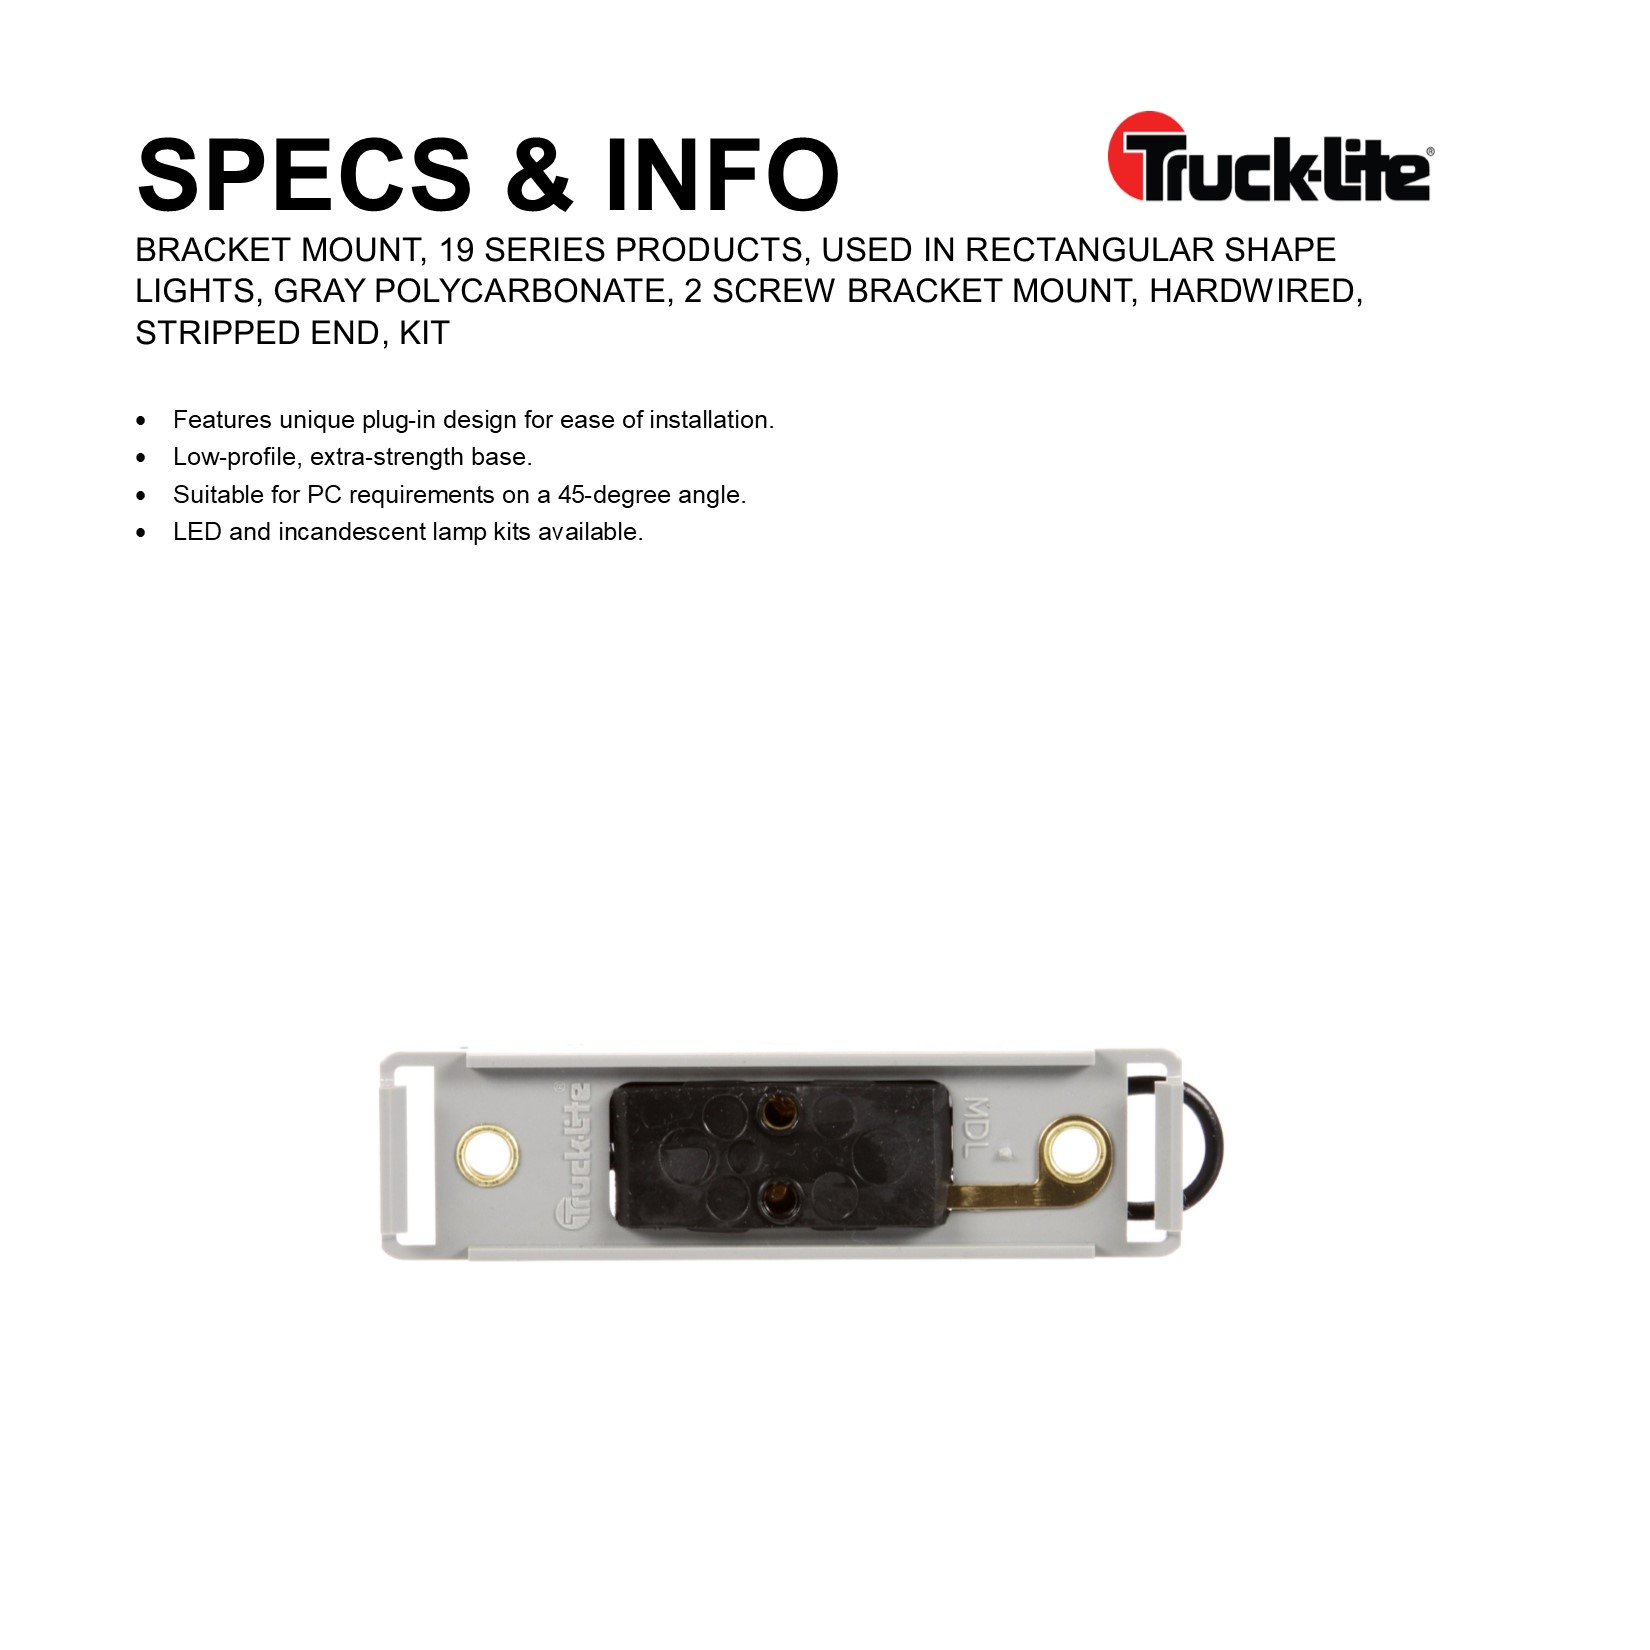 SPECS & INFO
Truck-Lite®
BRACKET MOUNT, 19 SERIES PRODUCTS, USED IN RECTANGULAR SHAPE
LIGHTS, GRAY POLYCARBONATE, 2 SCREW BRACKET MOUNT, HARDWIRED,
STRIPPED END, KIT
• Features unique plug-in design for ease of installation.
• Low-profile, extra-strength base.
• Suitable for PC requirements on a 45-degree angle.
• LED and incandescent lamp kits available.
Truck-Lite®
MDL